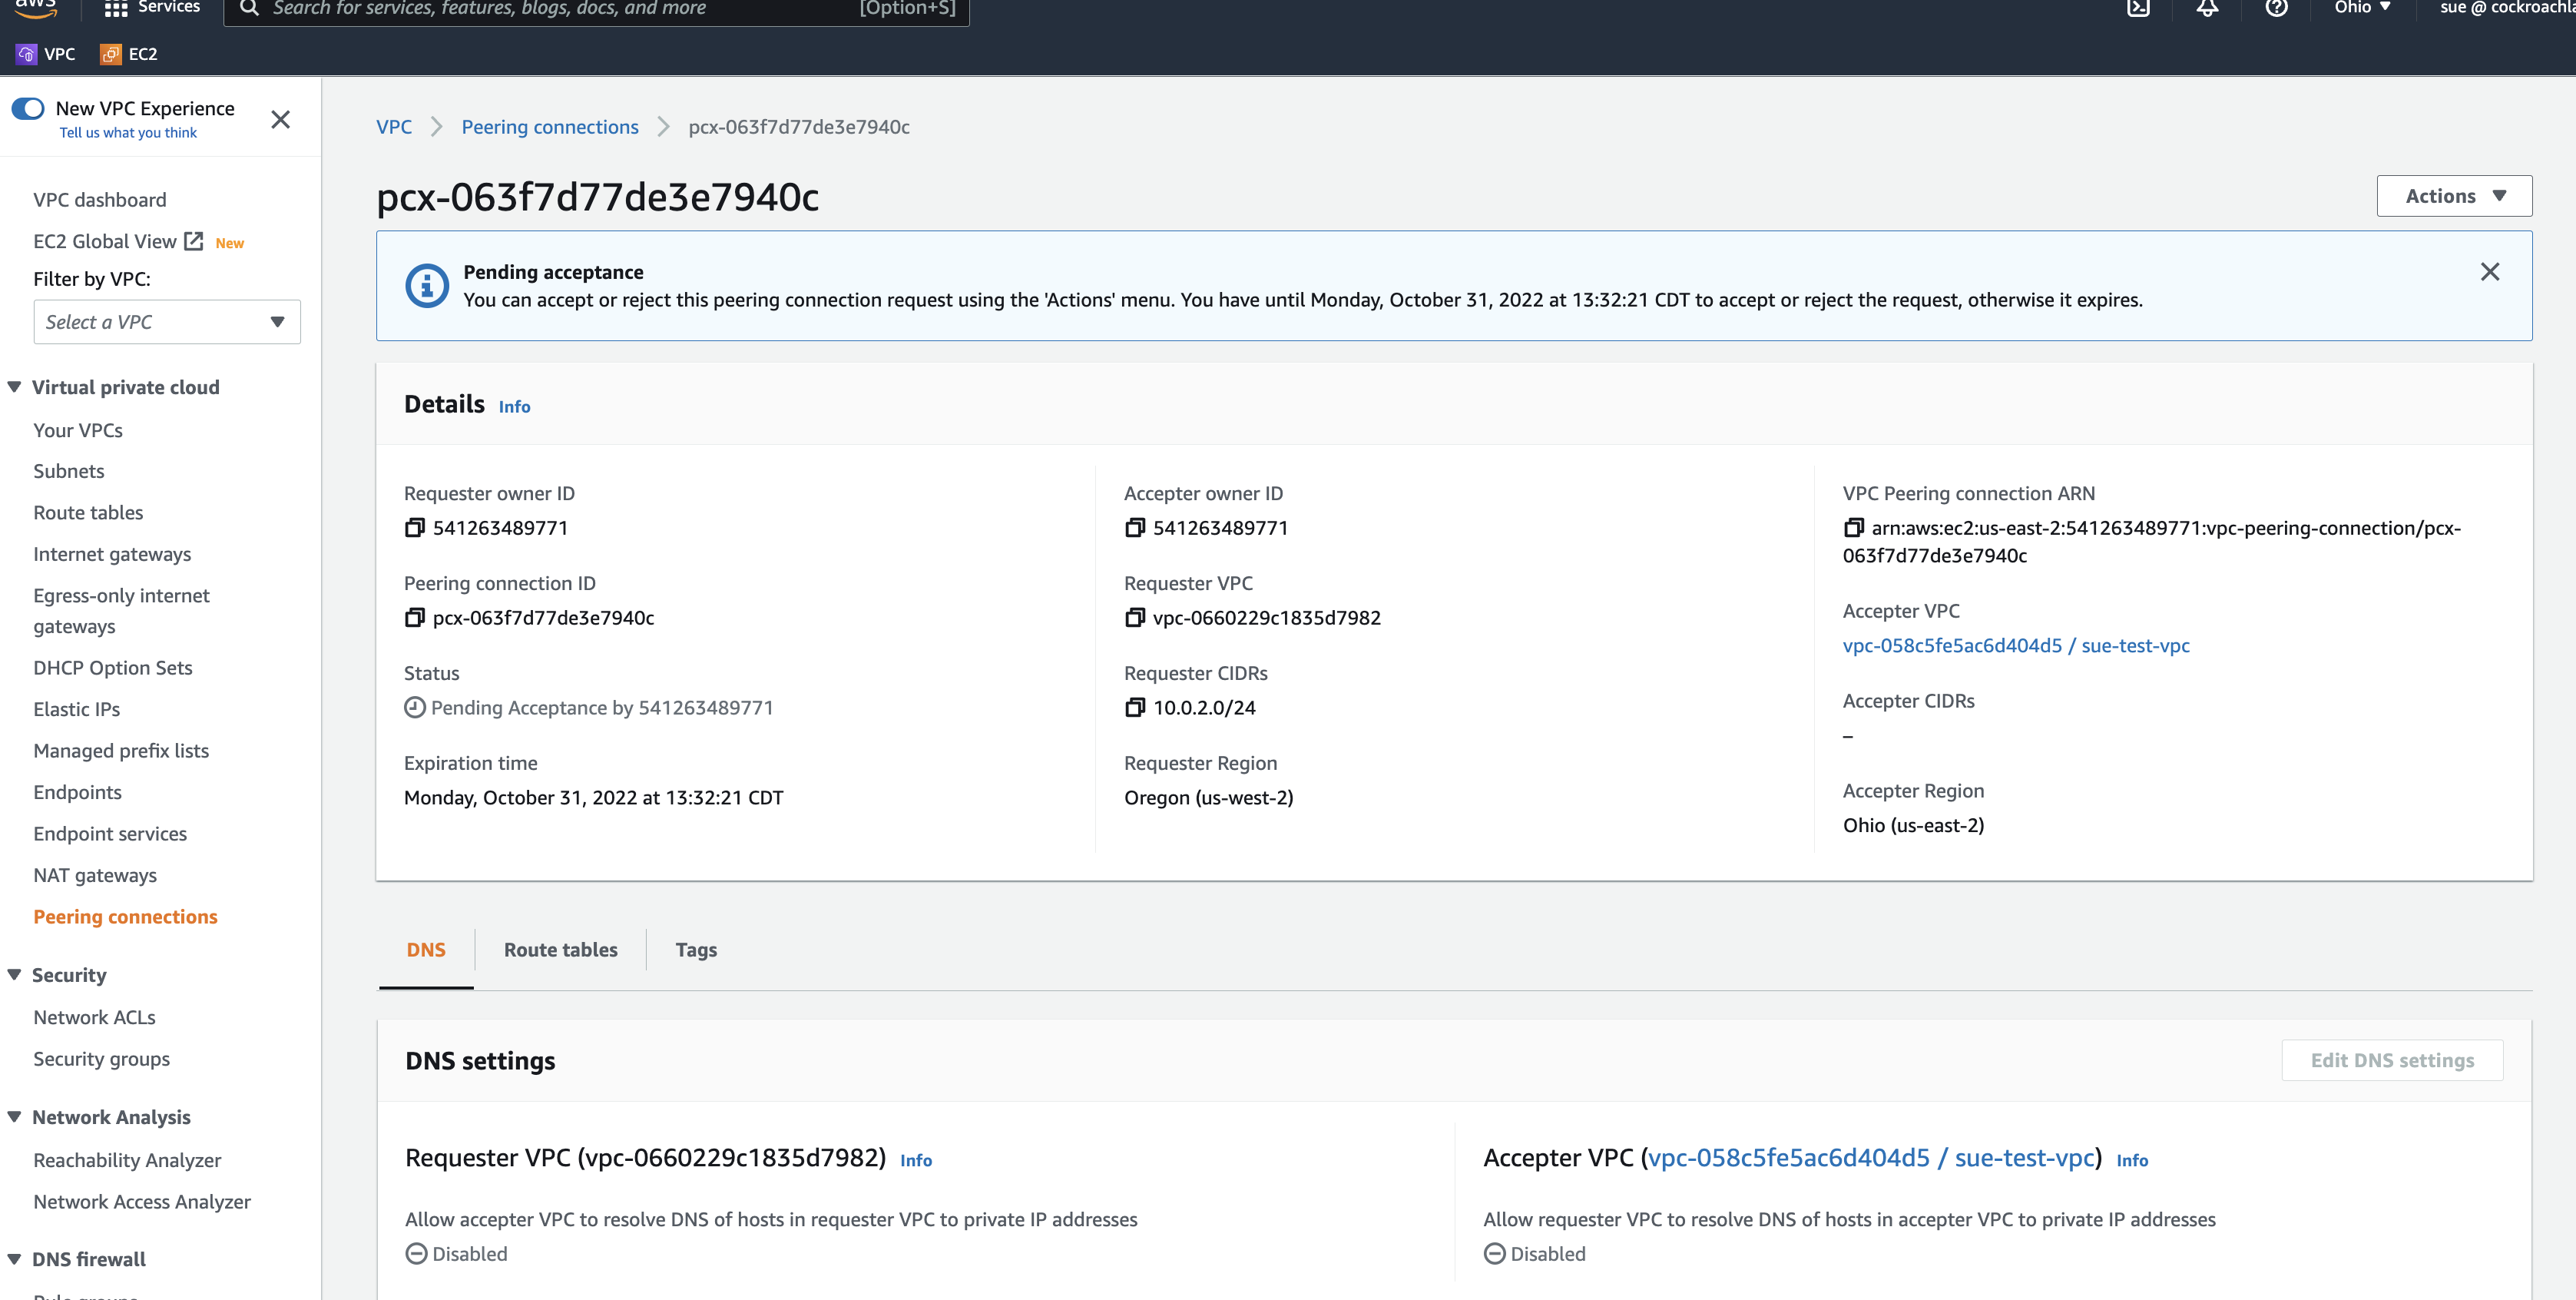 aws
Services
Search for services, features, blogs, docs, and more
[Option+S]
Ohio ▼
sue @
VPC
EC2
New VPC Experience
Tell us what you think
VPC dashboard
EC2 Global View
New
Filter by VPC:
Select a VPC
Virtual private cloud
Your VPCs
Subnets
Route tables
Internet gateways
Egress-only internet
gateways
DHCP Option Sets
Elastic IPs
Managed prefix lists
Endpoints
Endpoint services
NAT gateways
Peering connections
Security
Network ACLs
Security groups
Network Analysis
Reachability Analyzer
Network Access Analyzer
DNS firewall
VPC
Peering connections
pcx-063f7d77de3e7940c
pcx-063f7d77de3e7940c
Actions ▼
Pending acceptance
You can accept or reject this peering connection request using the 'Actions' menu. You have until Monday, October 31, 2022 at 13:32:21 CDT to accept or reject the request, otherwise it expires.
Details Info
Requester owner ID
541263489771
Peering connection ID
pcx-063f7d77de3e7940c
Status
Pending Acceptance by 541263489771
Expiration time
Monday, October 31, 2022 at 13:32:21 CDT
Accepter owner ID
541263489771
Requester VPC
vpc-0660229c1835d7982
Requester CIDRs
10.0.2.0/24
Requester Region
Oregon (us-west-2)
VPC Peering connection ARN
arn:aws:ec2:us-east-2:541263489771:vpc-peering-connection/pcx-
063f7d77de3e7940c
Accepter VPC
vpc-058c5fe5ac6d404d5 / sue-test-vpc
Accepter CIDRs
–
Accepter Region
Ohio (us-east-2)
DNS
Route tables
Tags
DNS settings
Edit DNS settings
Requester VPC (vpc-0660229c1835d7982) Info
Allow accepter VPC to resolve DNS of hosts in requester VPC to private IP addresses
Disabled
Accepter VPC (vpc-058c5fe5ac6d404d5 / sue-test-vpc) Info
Allow requester VPC to resolve DNS of hosts in accepter VPC to private IP addresses
Disabled